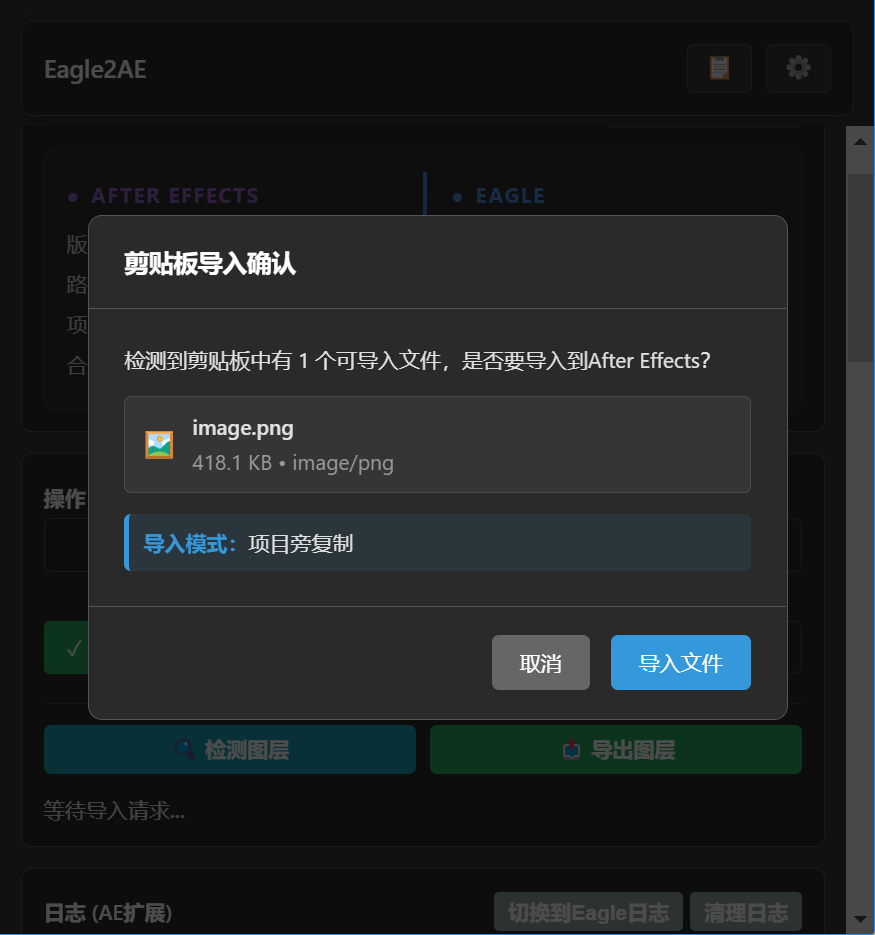 Eagle2AE
AFTER EFFECTS
EAGLE
版
路
项
合
剪贴板导入确认
检测到剪贴板中有 1 个可导入文件，是否要导入到After Effects？
image.png
418.1 KB • image/png
导入模式：项目旁复制
取消
导入文件
操作
✓
检测图层
导出图层
等待导入请求...
日志 (AE扩展)
切换到Eagle日志
清理日志